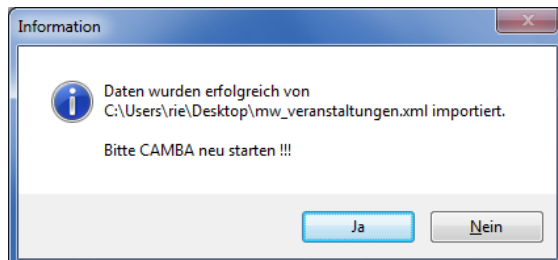 Information
Daten wurden erfolgreich von
C:\Users\rie\Desktop\mw_veranstaltungen.xml importiert.
Bitte CAMBA neu starten !!!
Ja
Nein